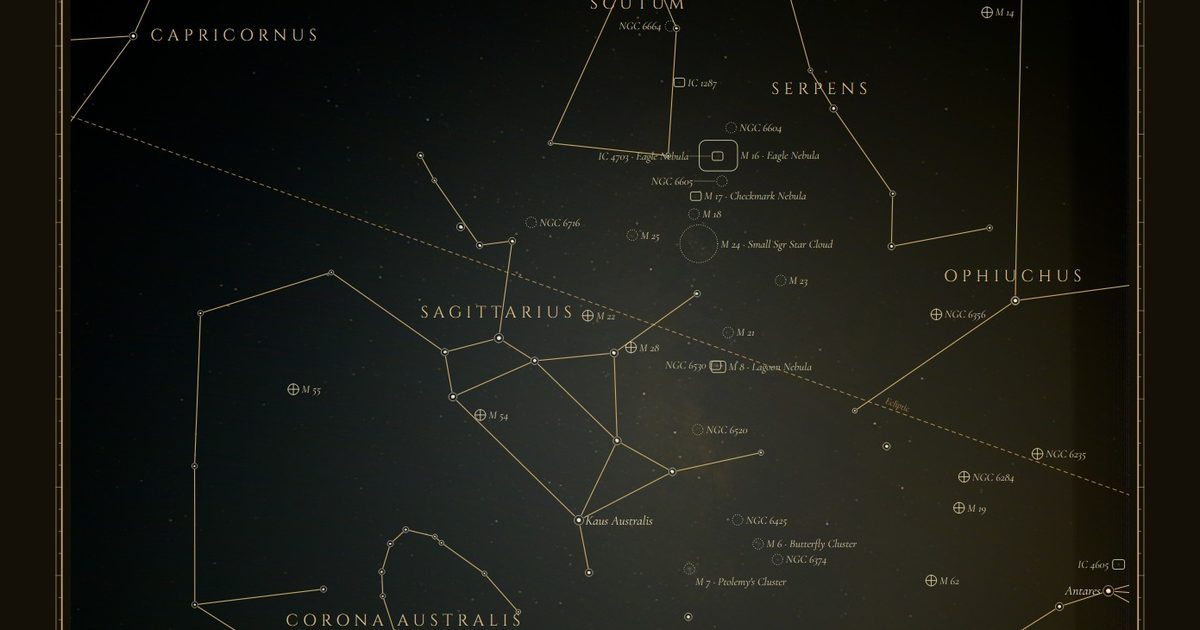 SCUTUM
M 14
NGC 6664
CAPRICORNUS
IC 1287
SERPENS
NGC 6604
IC 4703 · Eagle Nebula
M 16 · Eagle Nebula
NGC 6605
M 17 · Checkmark Nebula
M 18
NGC 6716
M 25
M 24 · Small Sgr Star Cloud
OPHIUCHUS
M 23
SAGITTARIUS
M 22
NGC 6356
M 21
M 28
NGC 6530
M 8 · Lagoon Nebula
M 55
Ecliptic
M 54
NGC 6520
NGC 6235
NGC 6284
M 19
Kaus Australis
NGC 6425
M 6 · Butterfly Cluster
NGC 6374
IC 4605
M 7 · Ptolemy's Cluster
M 62
Antares
CORONA AUSTRALIS